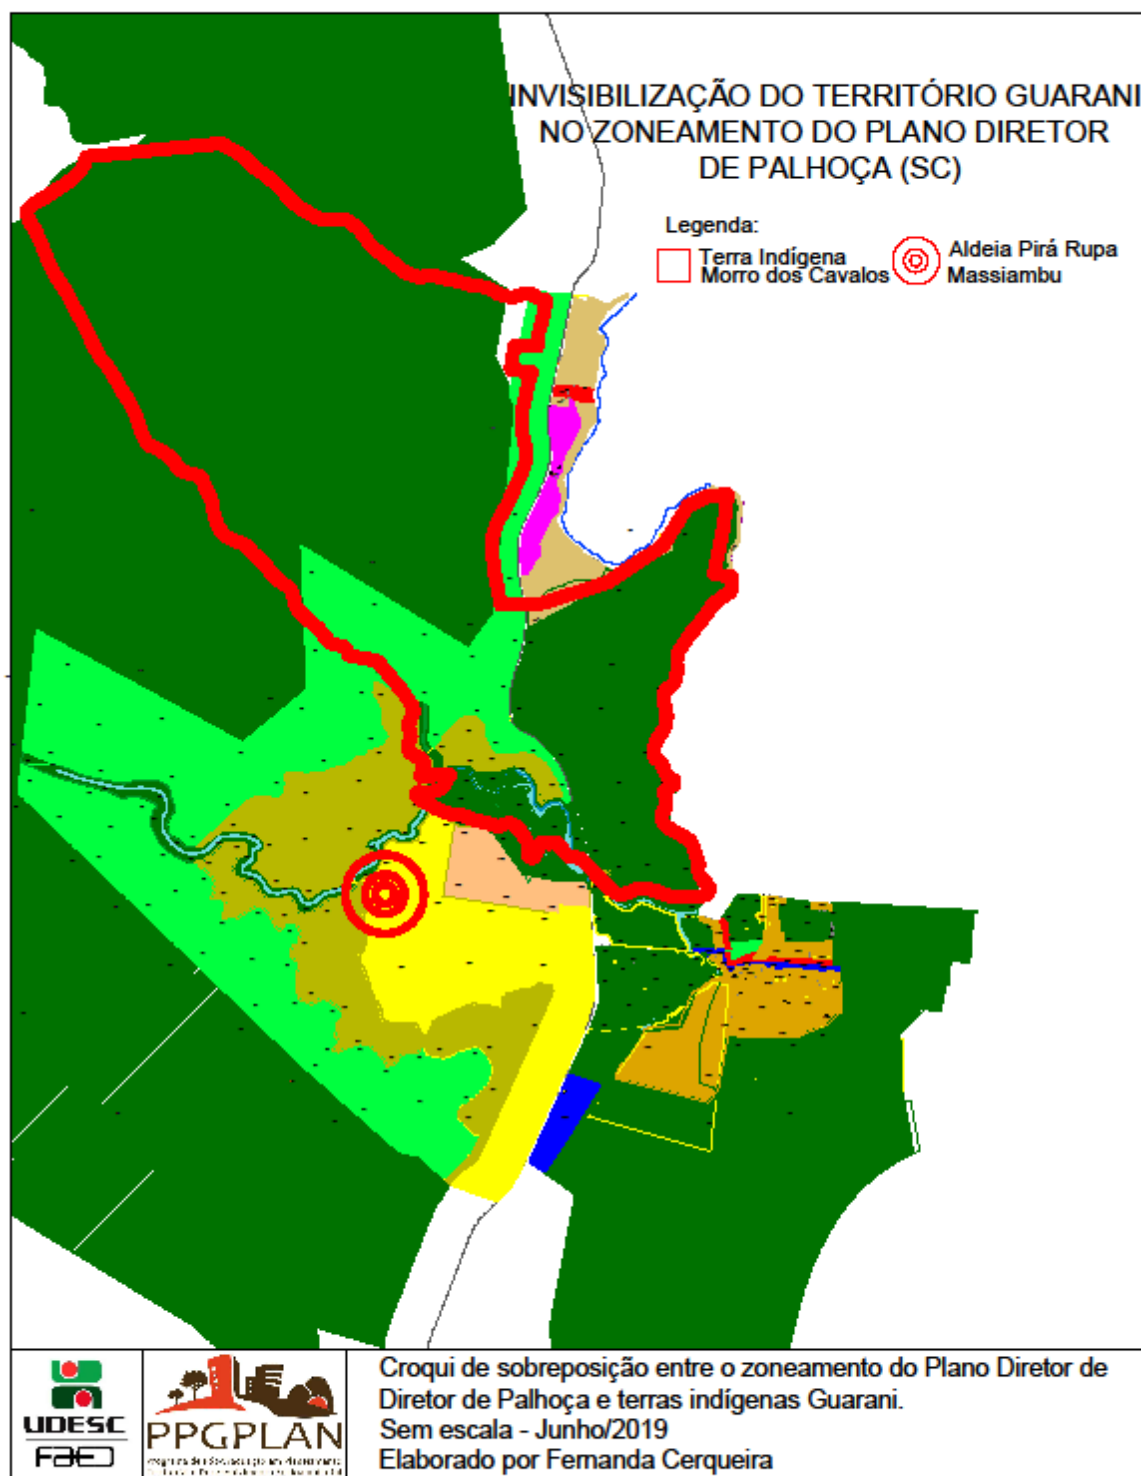 INVISIBILIZAÇÃO DO TERRITÓRIO GUARANI
NO ZONEAMENTO DO PLANO DIRETOR
DE PALHOÇA (SC)
Legenda:
Terra Indígena
Morro dos Cavalos
Aldeia Pirá Rupa
Massiambu
UDESC
FAED
PPGPLAN
Croqui de sobreposição entre o zoneamento do Plano Diretor de
Diretor de Palhoça e terras indígenas Guarani.
Sem escala - Junho/2019
Elaborado por Fernanda Cerqueira